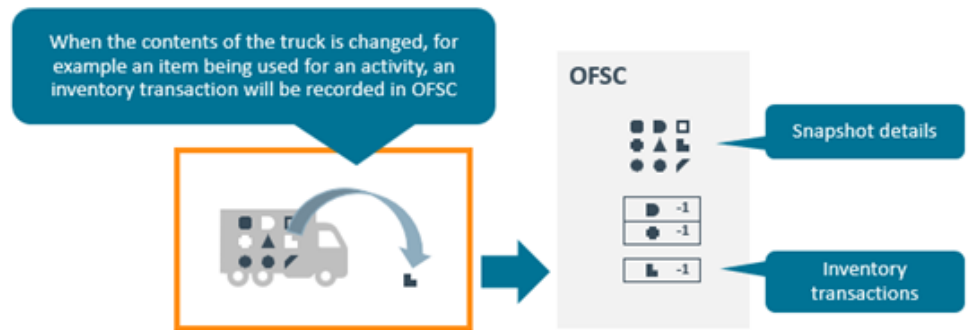 When the contents of the truck is changed, for
example an item being used for an activity, an
inventory transaction will be recorded in OFSC
OFSC
Snapshot details
-1
-1
-1
Inventory
transactions